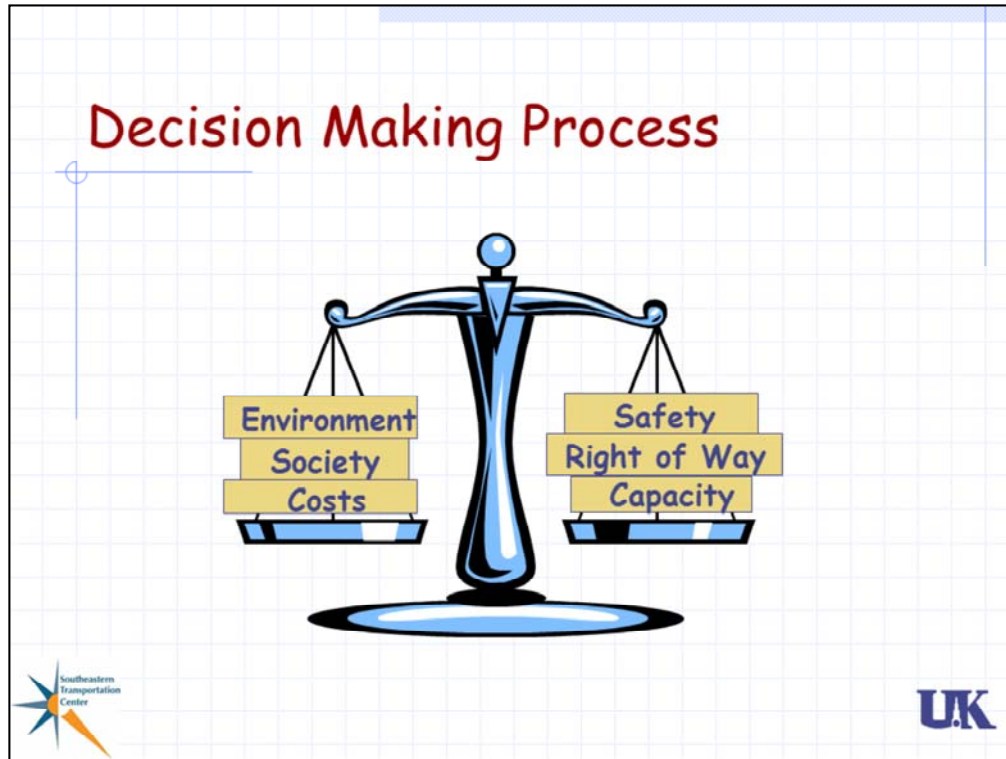 Decision Making Process
Environment
Society
Costs
Safety
Right of Way
Capacity
Southeastern
Transportation
Center
UK